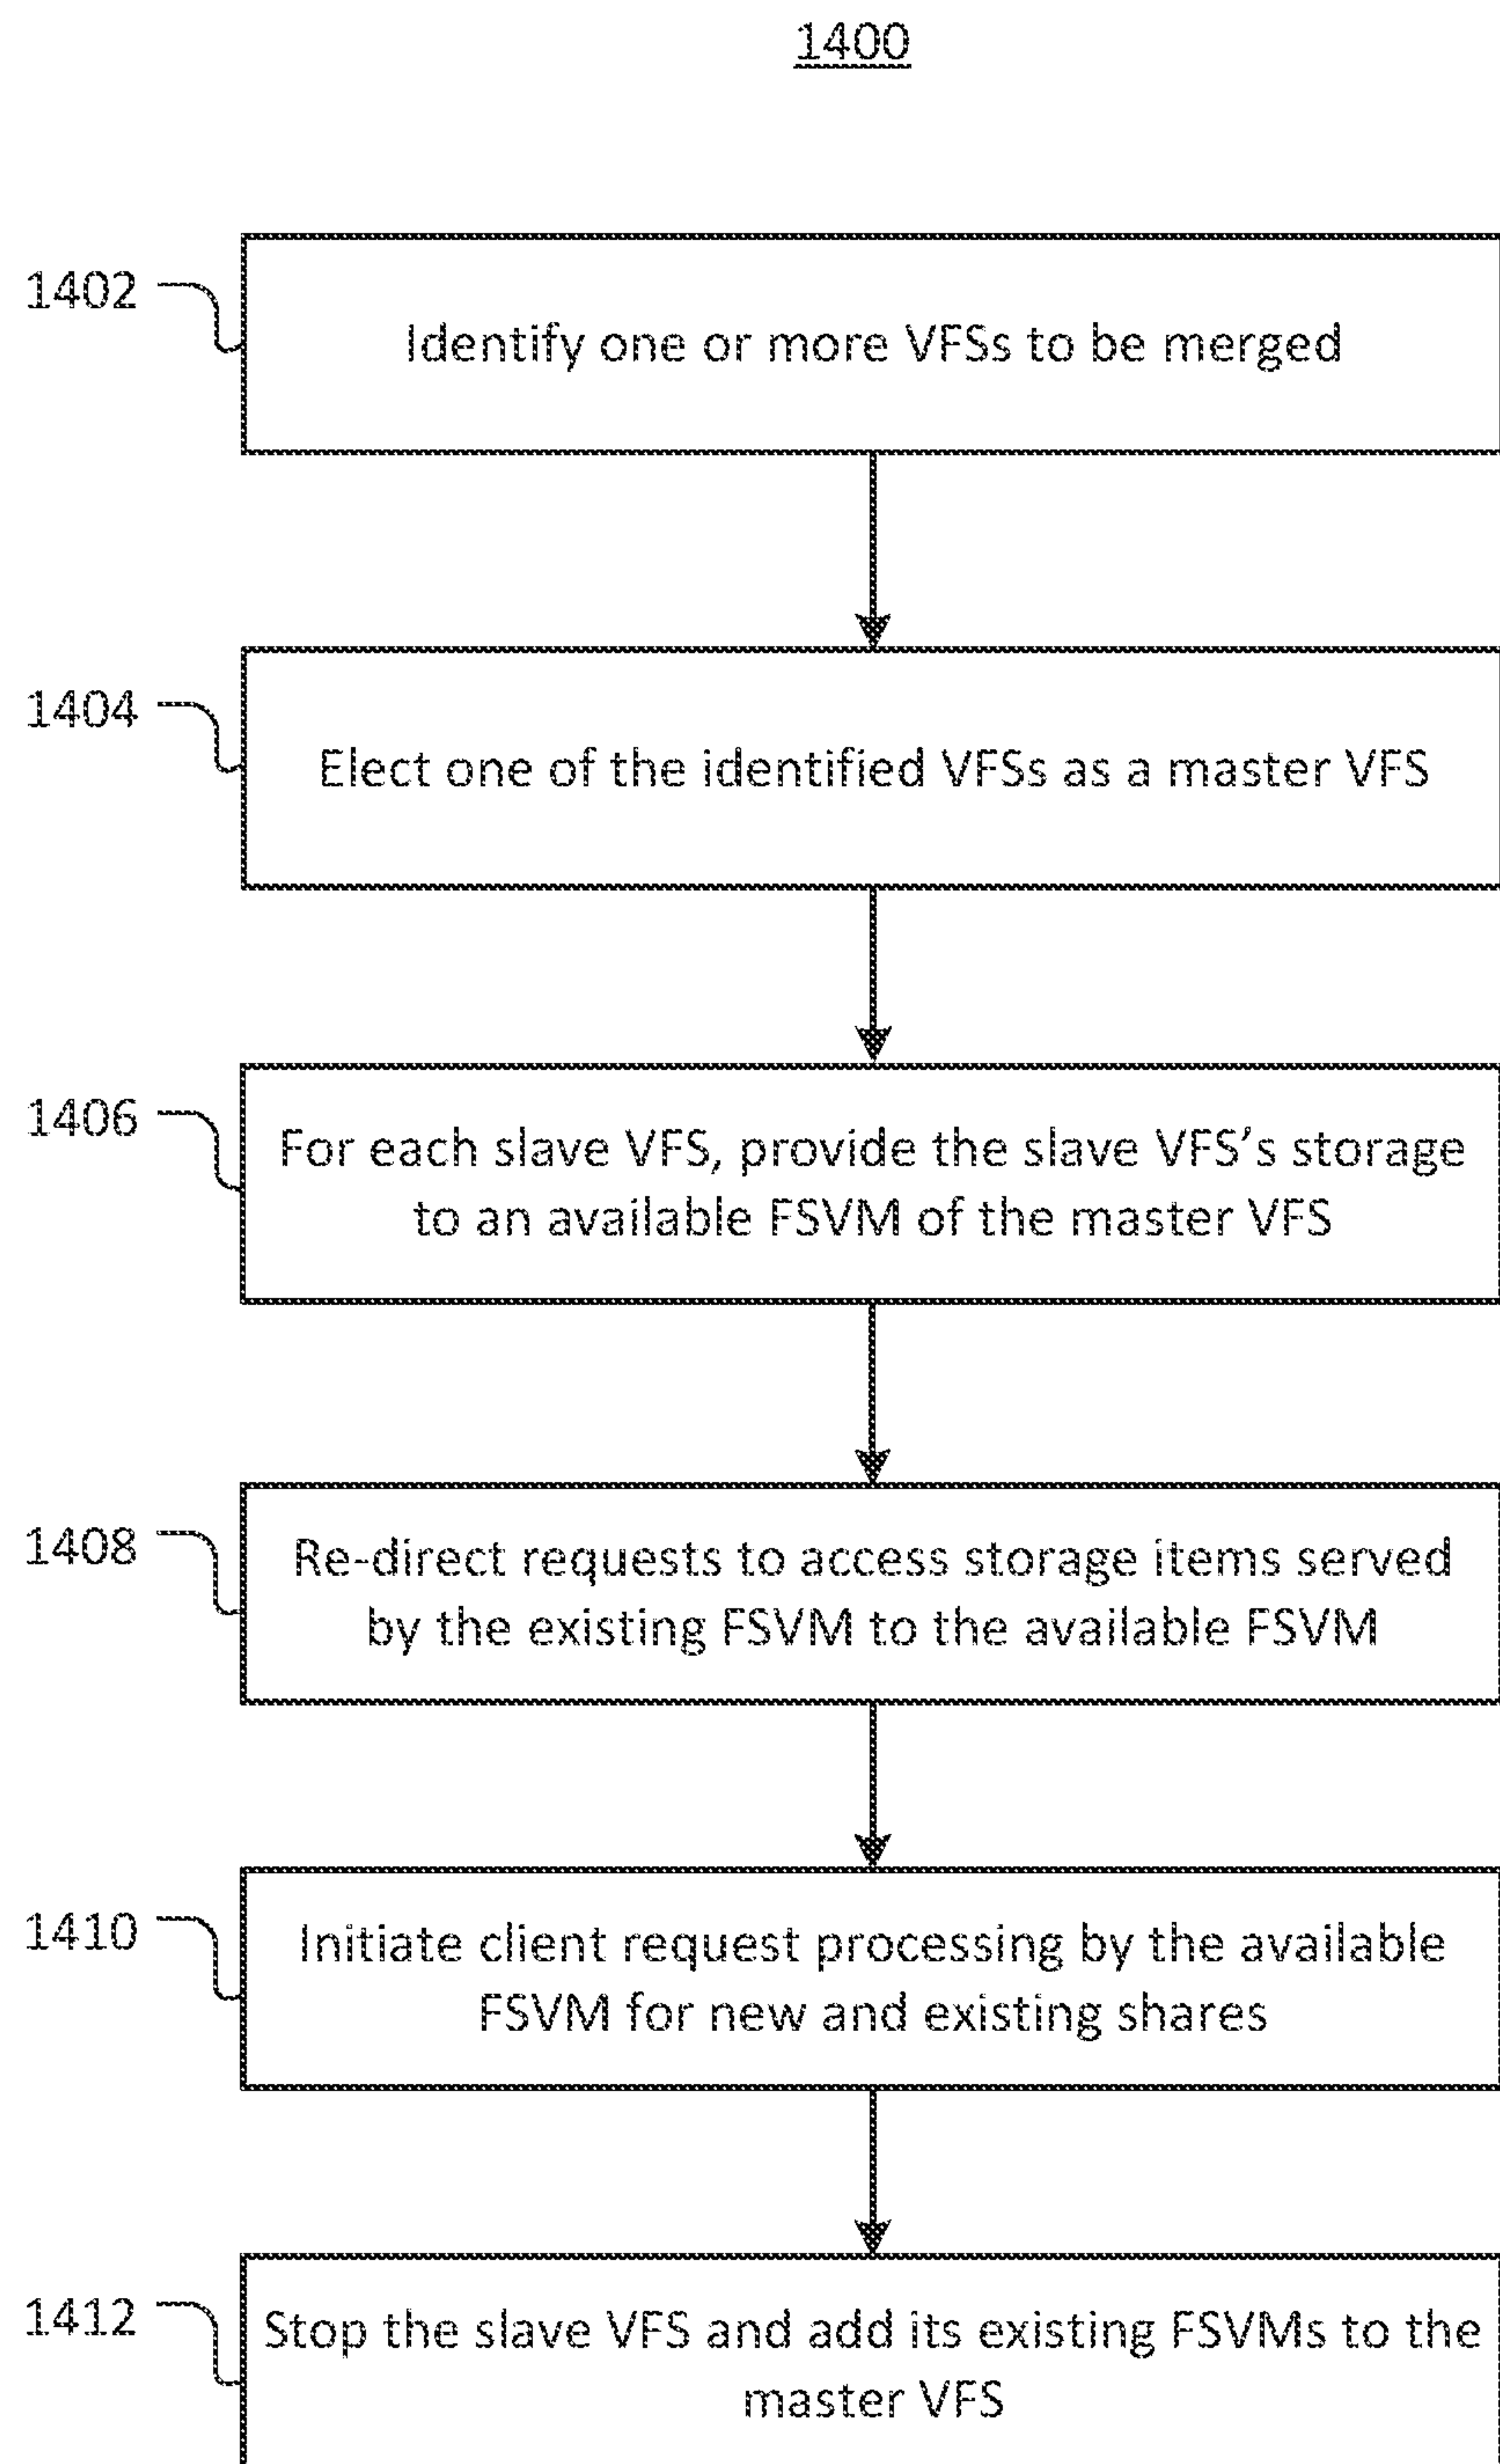 1400
1402
Identify one or more VFSs to be merged
1404
Elect one of the identified VFSs as a master VFS
1406
For each slave VFS, provide the slave VFS’s storage
to an available FSVM of the master VFS
1408
Re-direct requests to access storage items served
by the existing FSVM to the available FSVM
1410
Initiate client request processing by the available
FSVM for new and existing shares
1412
Stop the slave VFS and add its existing FSVMs to the
master VFS